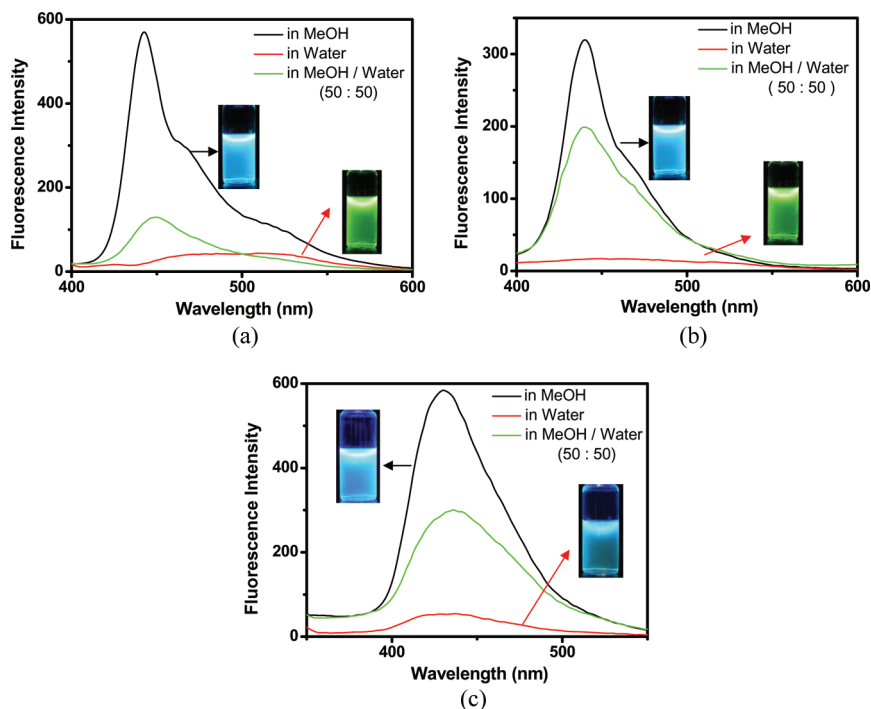 600
500
400
300
200
100
0
Fluorescence Intensity
in MeOH
in Water
in MeOH / Water
(50 : 50)
400
500
600
Wavelength (nm)
(a)
300
200
100
0
Fluorescence Intensity
in MeOH
in Water
in MeOH / Water
( 50 : 50 )
400
500
600
Wavelength (nm)
(b)
600
400
200
0
Fluorescence Intensity
in MeOH
in Water
in MeOH / Water
(50 : 50)
400
500
Wavelength (nm)
(c)